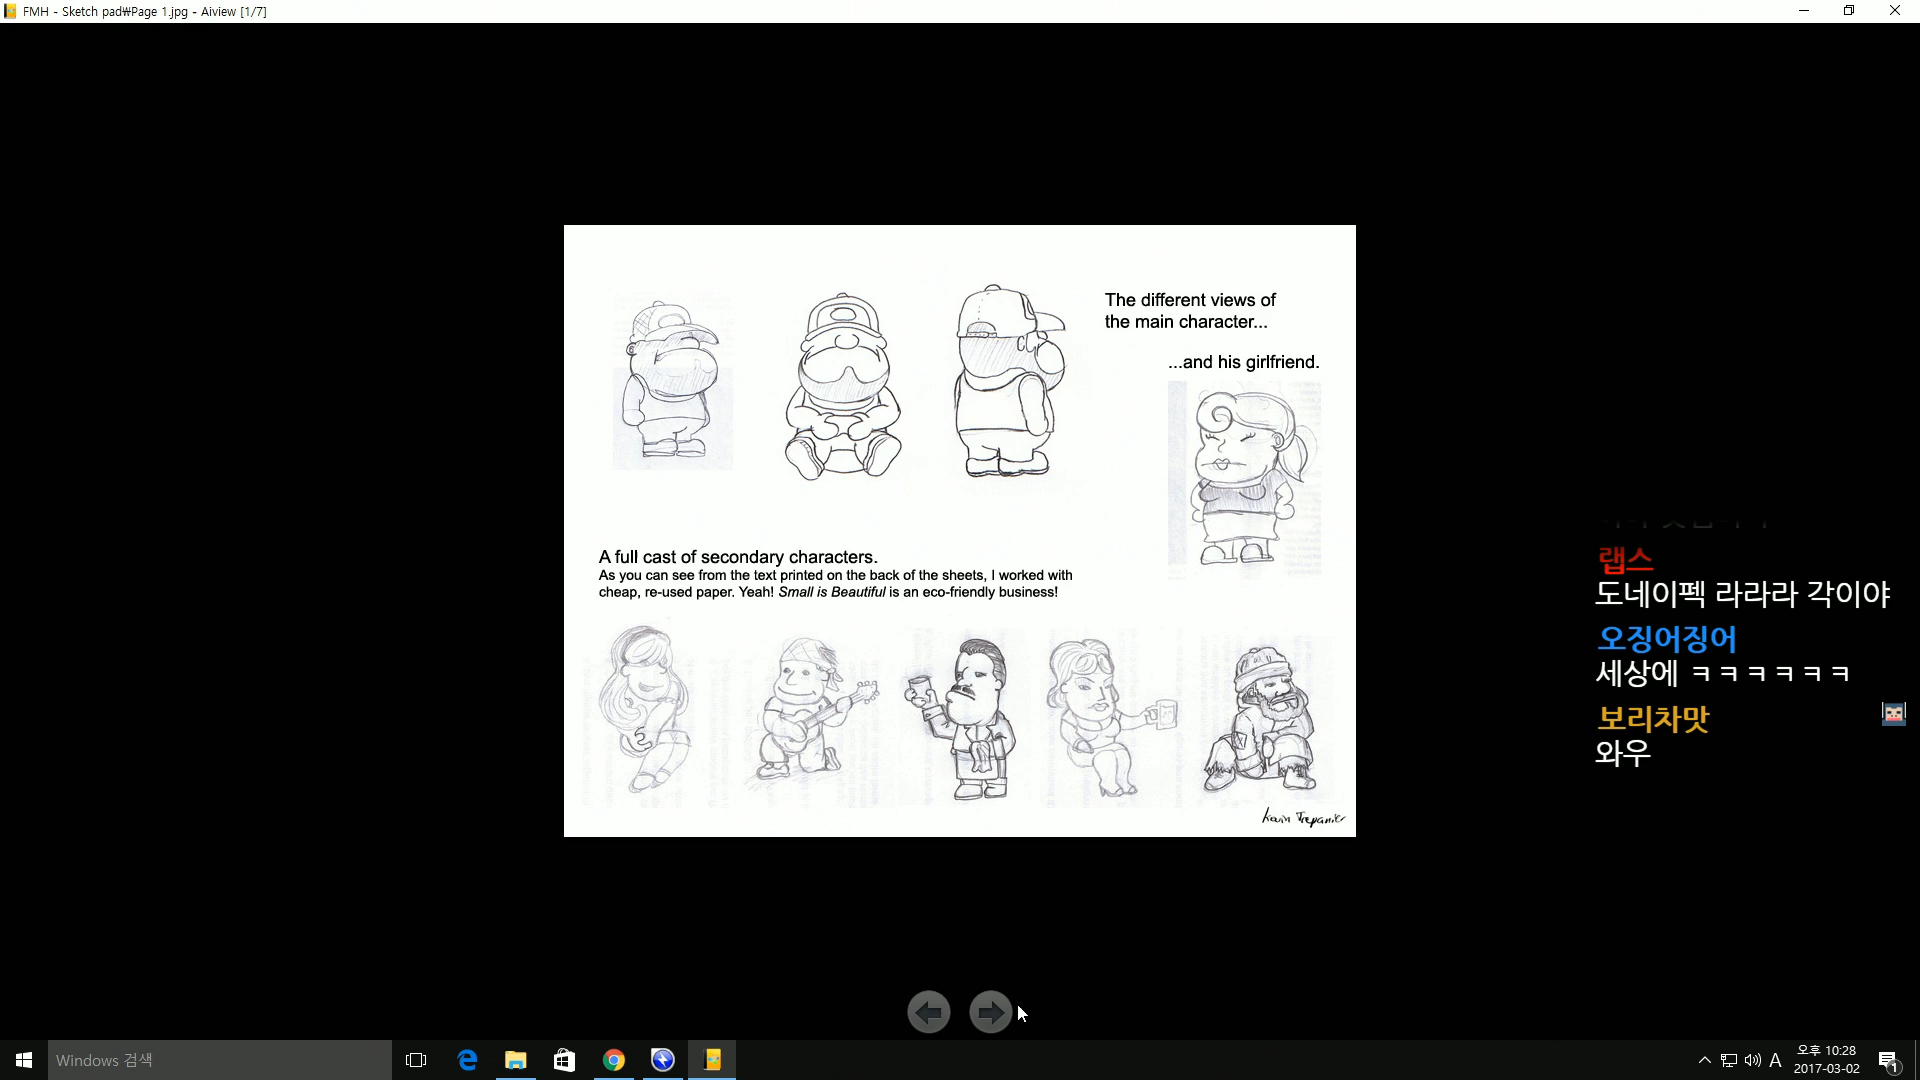 FMH - Sketch pad₩Page 1.jpg - Aiview [1/7]
The different views of
the main character...
...and his girlfriend.
A full cast of secondary characters.
As you can see from the text printed on the back of the sheets, I worked with
cheap, re-used paper. Yeah! Small is Beautiful is an eco-friendly business!
Kevin Trepanier
랩스
도네이펙 라라라 각이야
오징어징어
세상에 ㅋㅋㅋㅋㅋㅋ
보리차맛
와우
Windows 검색
A
오후 10:28
2017-03-02
1